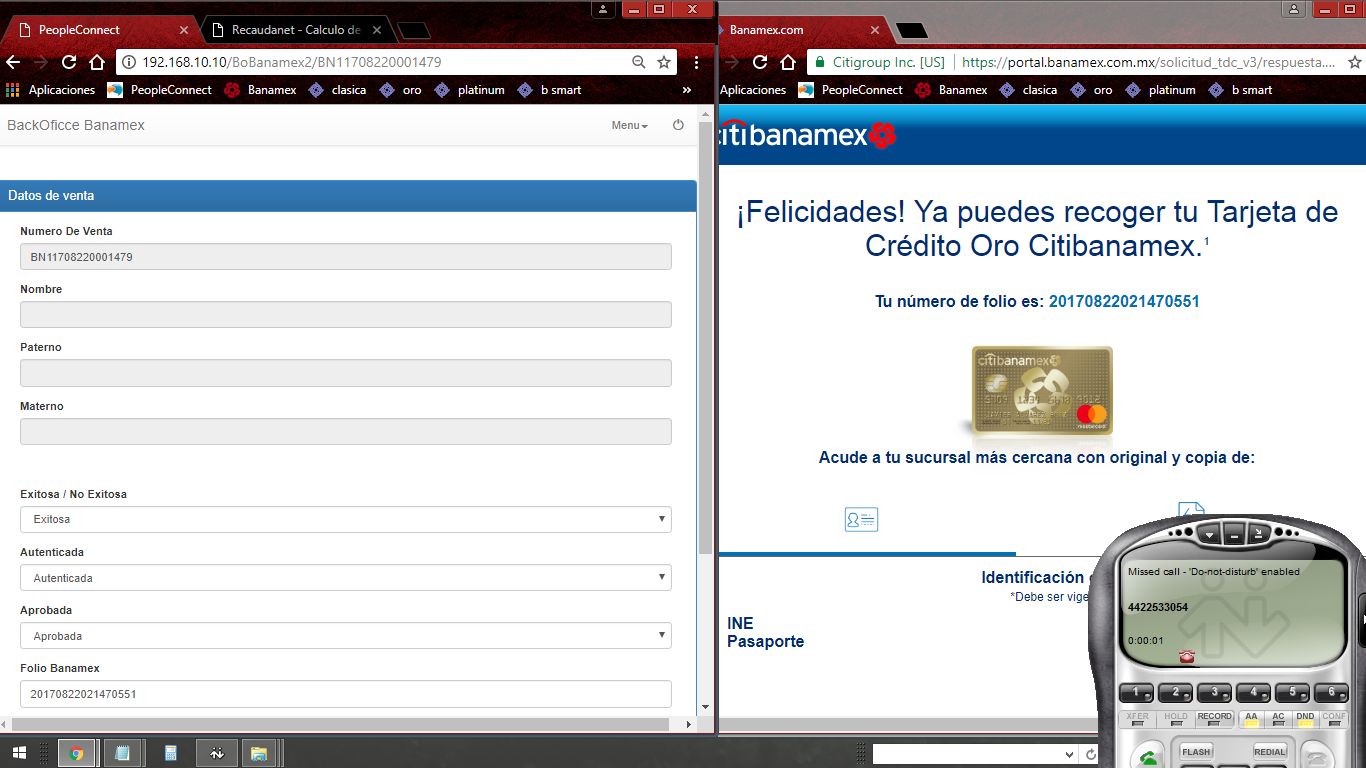 PeopleConnect
Recaudanet - Calculo de
192.168.10.10/BoBanamex2/BN11708220001479
Aplicaciones PeopleConnect Banamex clasica oro platinum b smart »
BackOficce Banamex
Menu
Datos de venta
Numero De Venta
BN11708220001479
Nombre
Paterno
Materno
Exitosa / No Exitosa
Exitosa
Autenticada
Autenticada
Aprobada
Aprobada
Folio Banamex
20170822021470551
Banamex.com
Citigroup Inc. [US] https://portal.banamex.com.mx/solicitud_tdc_v3/respuesta....
Aplicaciones PeopleConnect Banamex clasica oro platinum b smart
citibanamex
¡Felicidades! Ya puedes recoger tu Tarjeta de
Crédito Oro Citibanamex.¹
Tu número de folio es: 20170822021470551
citibanamex
Acude a tu sucursal más cercana con original y copia de:
Identificación
*Debe ser vige
INE
Pasaporte
Missed call - 'Do-not-disturb' enabled
4422533054
0:00:01
1 2 3 4 5 6
XFER HOLD RECORD AA AC DND CONF
FLASH REDIAL